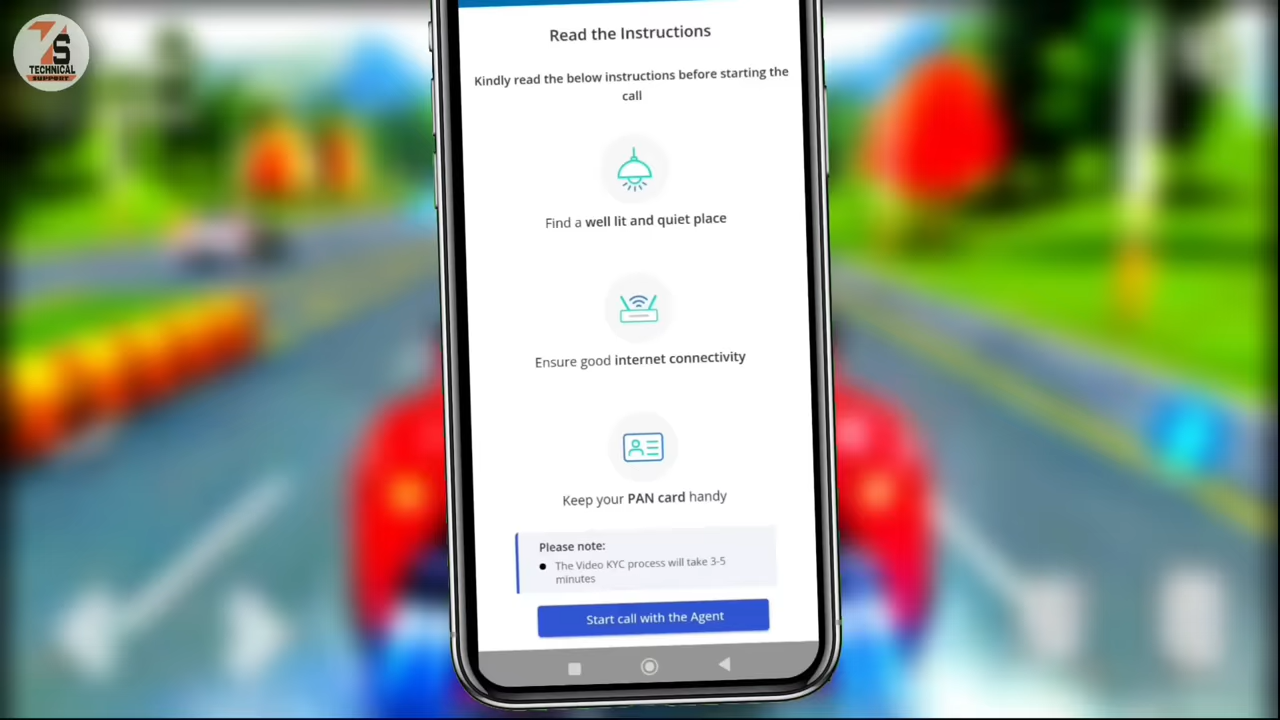 7S
TECHNICAL
SUPPORT
Read the Instructions
Kindly read the below instructions before starting the
call
Find a well lit and quiet place
Ensure good internet connectivity
Keep your PAN card handy
Please note:
● The Video KYC process will take 3-5
minutes
Start call with the Agent